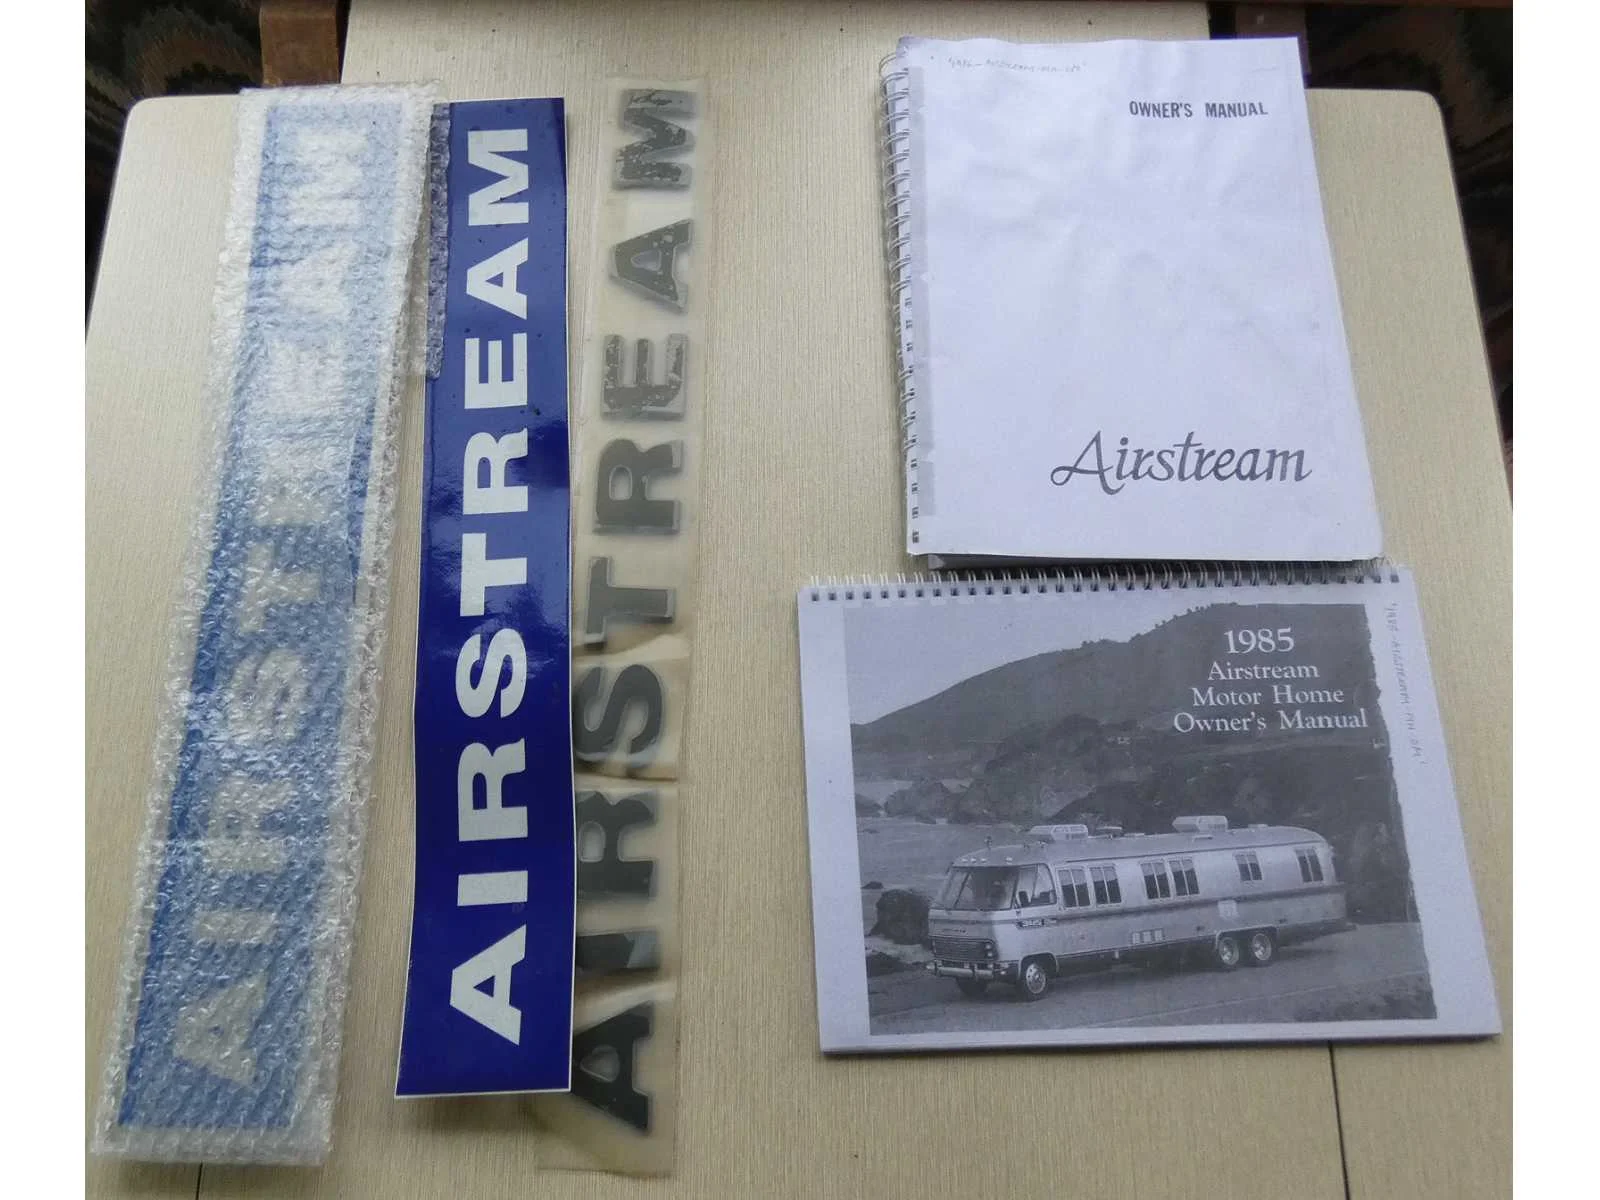 AIRSTREAM
AIRSTREAM
AIRSTREAM
OWNER'S MANUAL
Airstream
1985
Airstream
Motor Home
Owner's Manual